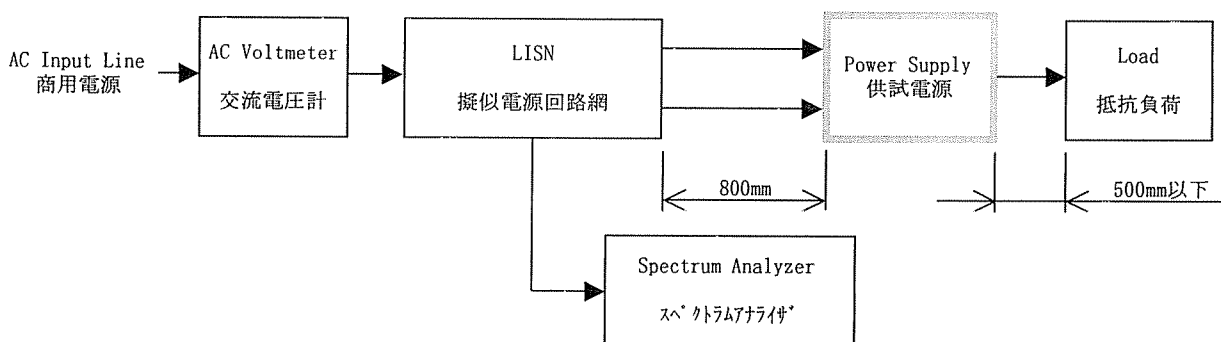 AC Input Line
商用電源
AC Voltmeter
交流電圧計
LISN
擬似電源回路網
Power Supply
供試電源
Load
抵抗負荷
800mm
500mm以下
Spectrum Analyzer
スペクトラムアナライザ